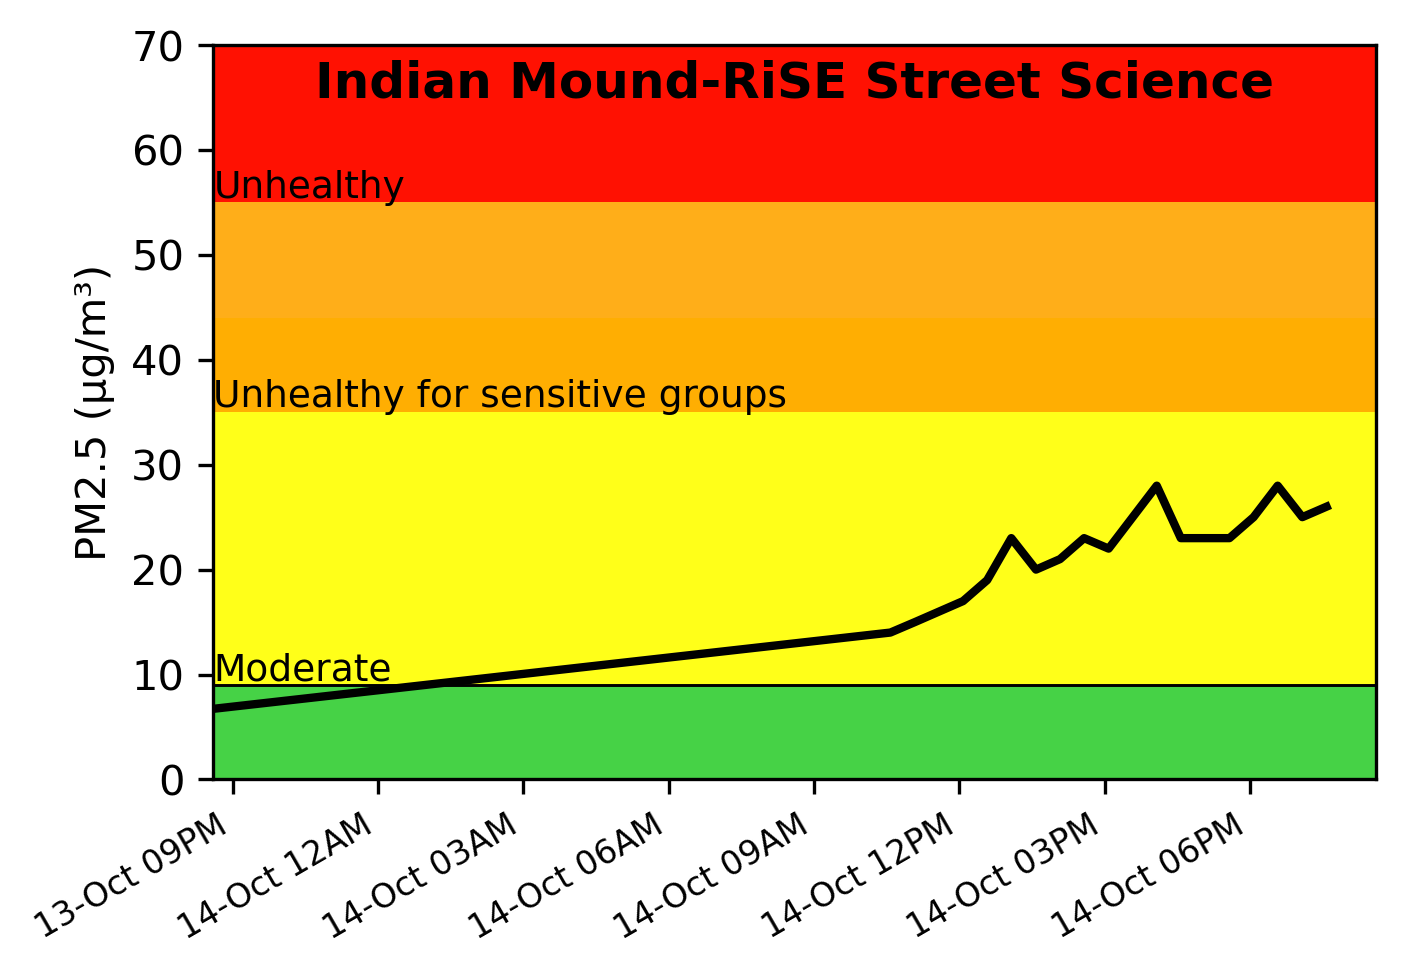 Indian Mound-RiSE Street Science
PM2.5 (µg/m³)
70
60
50
40
30
20
10
0
Unhealthy
Unhealthy for sensitive groups
Moderate
13-Oct 09PM
14-Oct 12AM
14-Oct 03AM
14-Oct 06AM
14-Oct 09AM
14-Oct 12PM
14-Oct 03PM
14-Oct 06PM